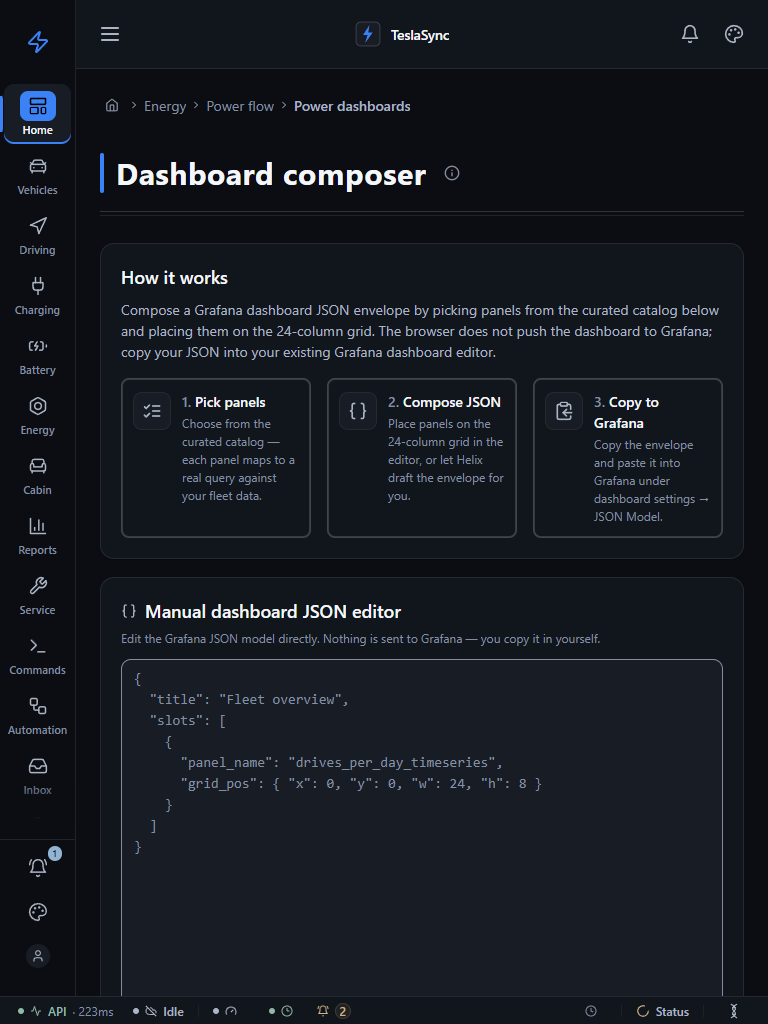 TeslaSync
Home
Vehicles
Driving
Charging
Battery
Energy
Cabin
Reports
Service
Commands
Automation
Inbox
1
Energy > Power flow > Power dashboards
Dashboard composer
How it works
Compose a Grafana dashboard JSON envelope by picking panels from the curated catalog below
and placing them on the 24-column grid. The browser does not push the dashboard to Grafana;
copy your JSON into your existing Grafana dashboard editor.
1. Pick panels
Choose from the
curated catalog —
each panel maps to a
real query against
your fleet data.
2. Compose JSON
Place panels on the
24-column grid in the
editor, or let Helix
draft the envelope for
you.
3. Copy to
Grafana
Copy the envelope
and paste it into
Grafana under
dashboard settings →
JSON Model.
Manual dashboard JSON editor
Edit the Grafana JSON model directly. Nothing is sent to Grafana — you copy it in yourself.
{
  "title": "Fleet overview",
  "slots": [
    {
      "panel_name": "drives_per_day_timeseries",
      "grid_pos": { "x": 0, "y": 0, "w": 24, "h": 8 }
    }
  ]
}
API · 223ms
Idle
2
Status